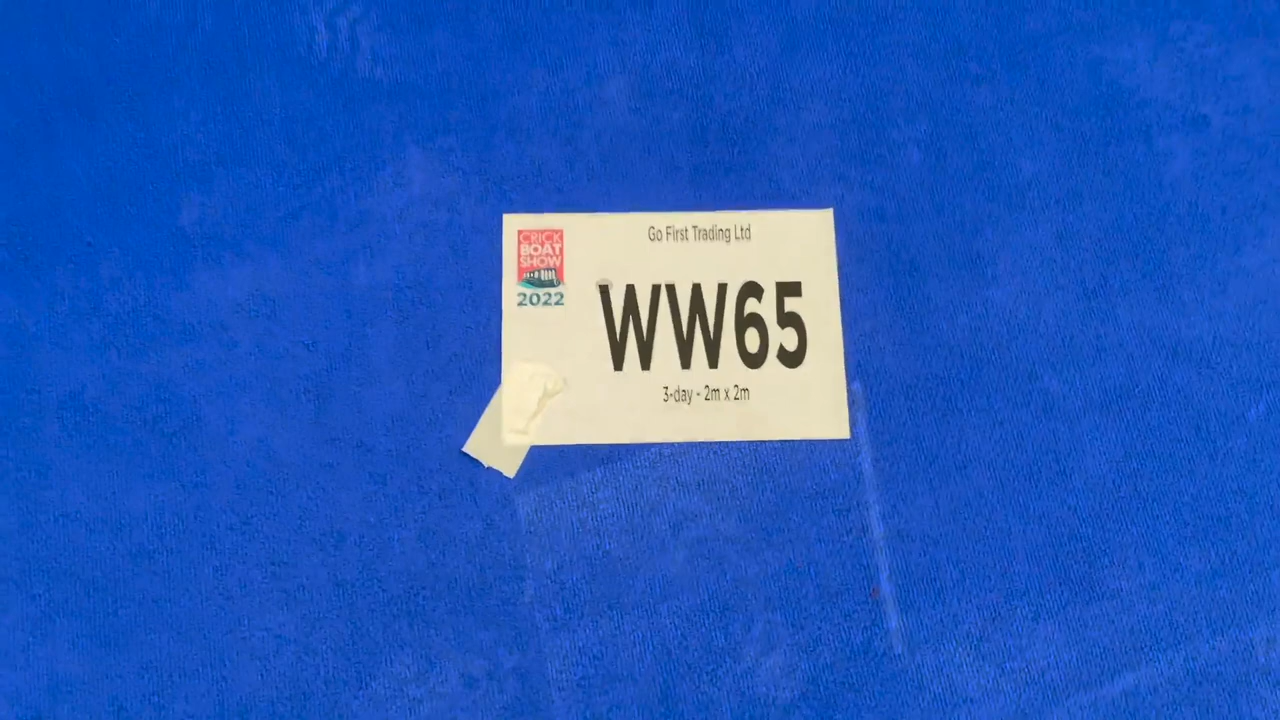 Go First Trading Ltd
CRICK
BOAT
SHOW
2022
WW65
3-day - 2m x 2m